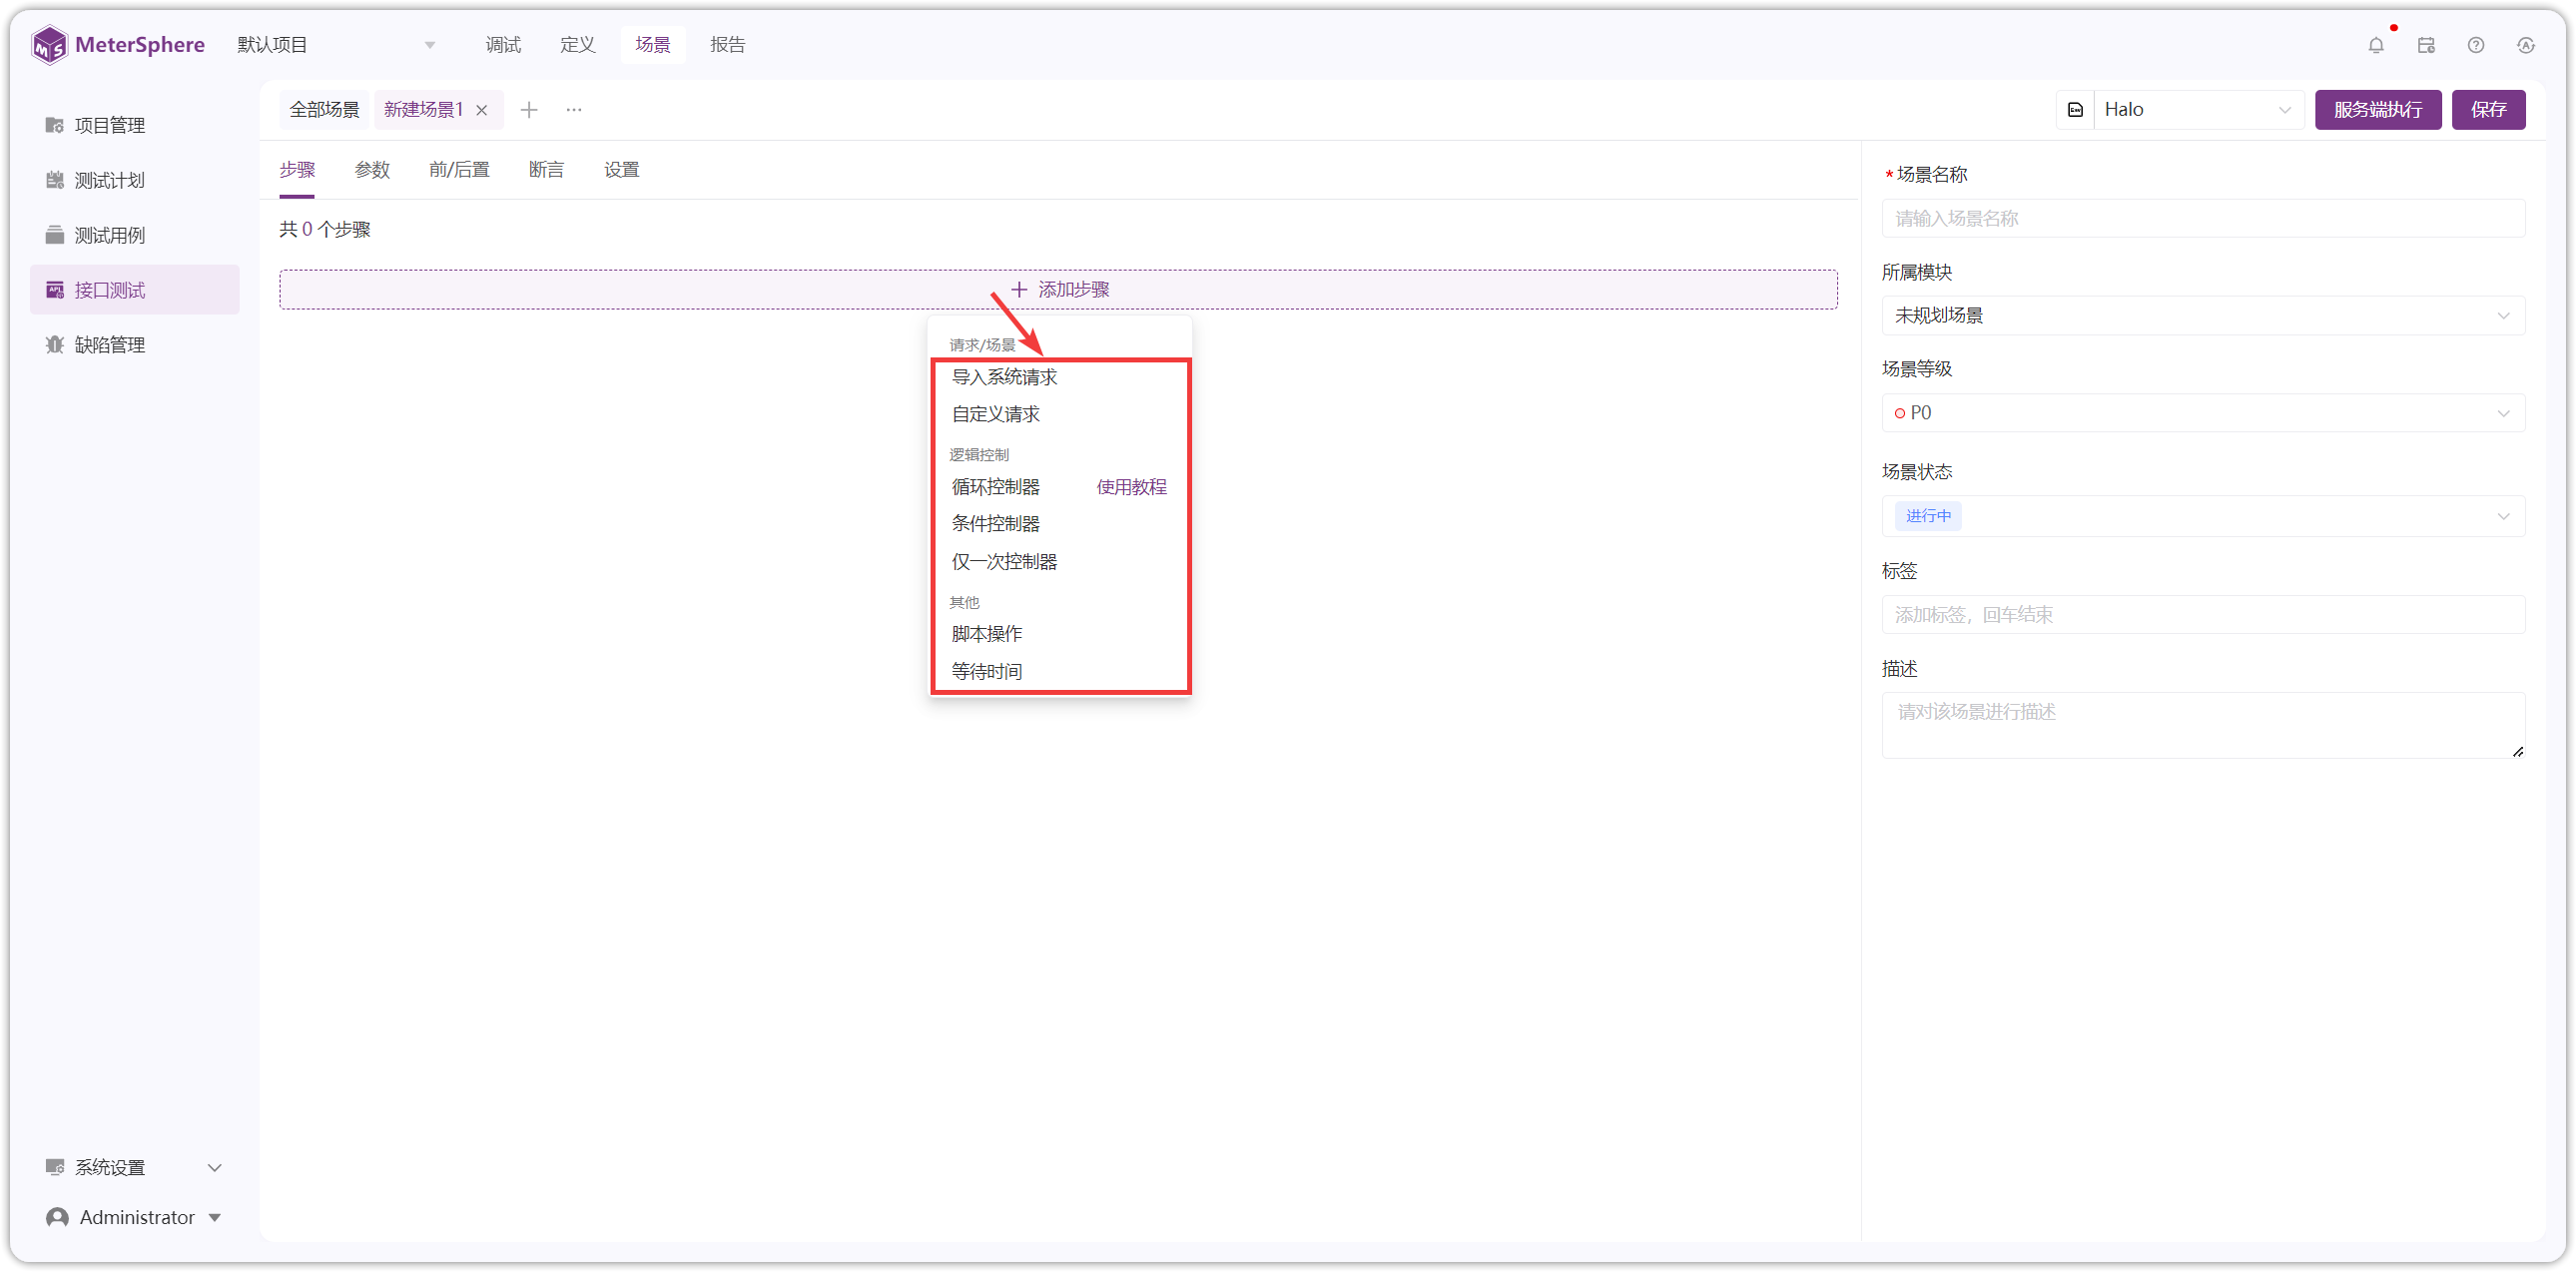 MeterSphere
默认项目
调试
定义
场景
报告
项目管理
测试计划
测试用例
接口测试
缺陷管理
系统设置
Administrator
全部场景
新建场景1
Halo
服务端执行
保存
步骤
参数
前/后置
断言
设置
共 0 个步骤
添加步骤
请求/场景
导入系统请求
自定义请求
逻辑控制
循环控制器 使用教程
条件控制器
仅一次控制器
其他
脚本操作
等待时间
* 场景名称
请输入场景名称
所属模块
未规划场景
场景等级
P0
场景状态
进行中
标签
添加标签，回车结束
描述
请对该场景进行描述